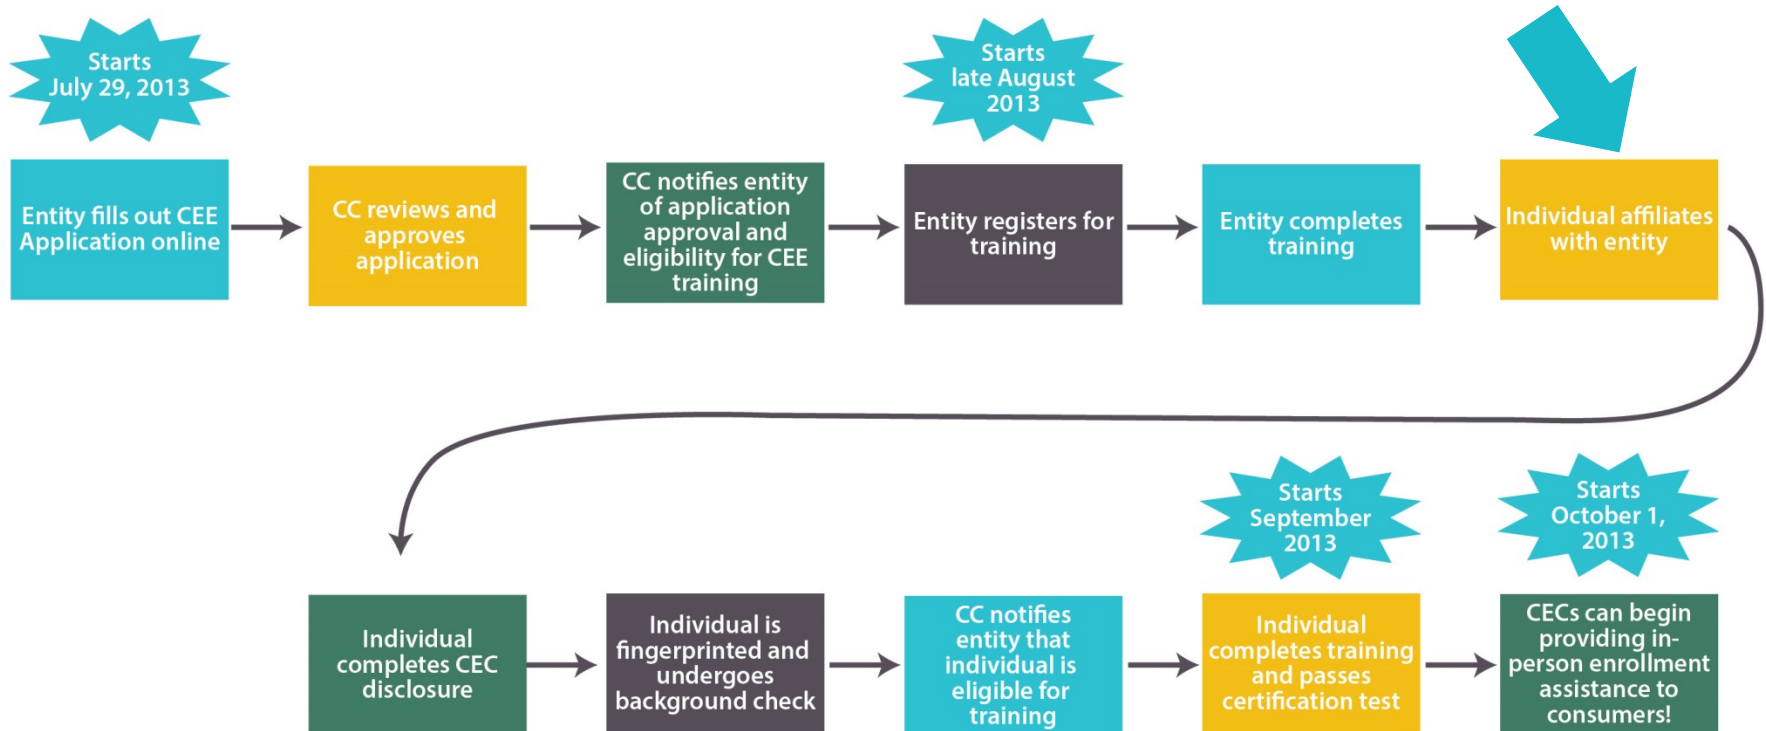 Starts
July 29, 2013
Starts
late August
2013
Entity fills out CEE
Application online
CC reviews and
approves
application
CC notifies entity
of application
approval and
eligibility for CEE
training
Entity registers for
training
Entity completes
training
Individual affiliates
with entity
Starts
September
2013
Starts
October 1,
2013
Individual
completes CEC
disclosure
Individual is
fingerprinted and
undergoes
background check
CC notifies
entity that
individual is
eligible for
training
Individual
completes training
and passes
certification test
CECs can begin
providing in-
person enrollment
assistance to
consumers!